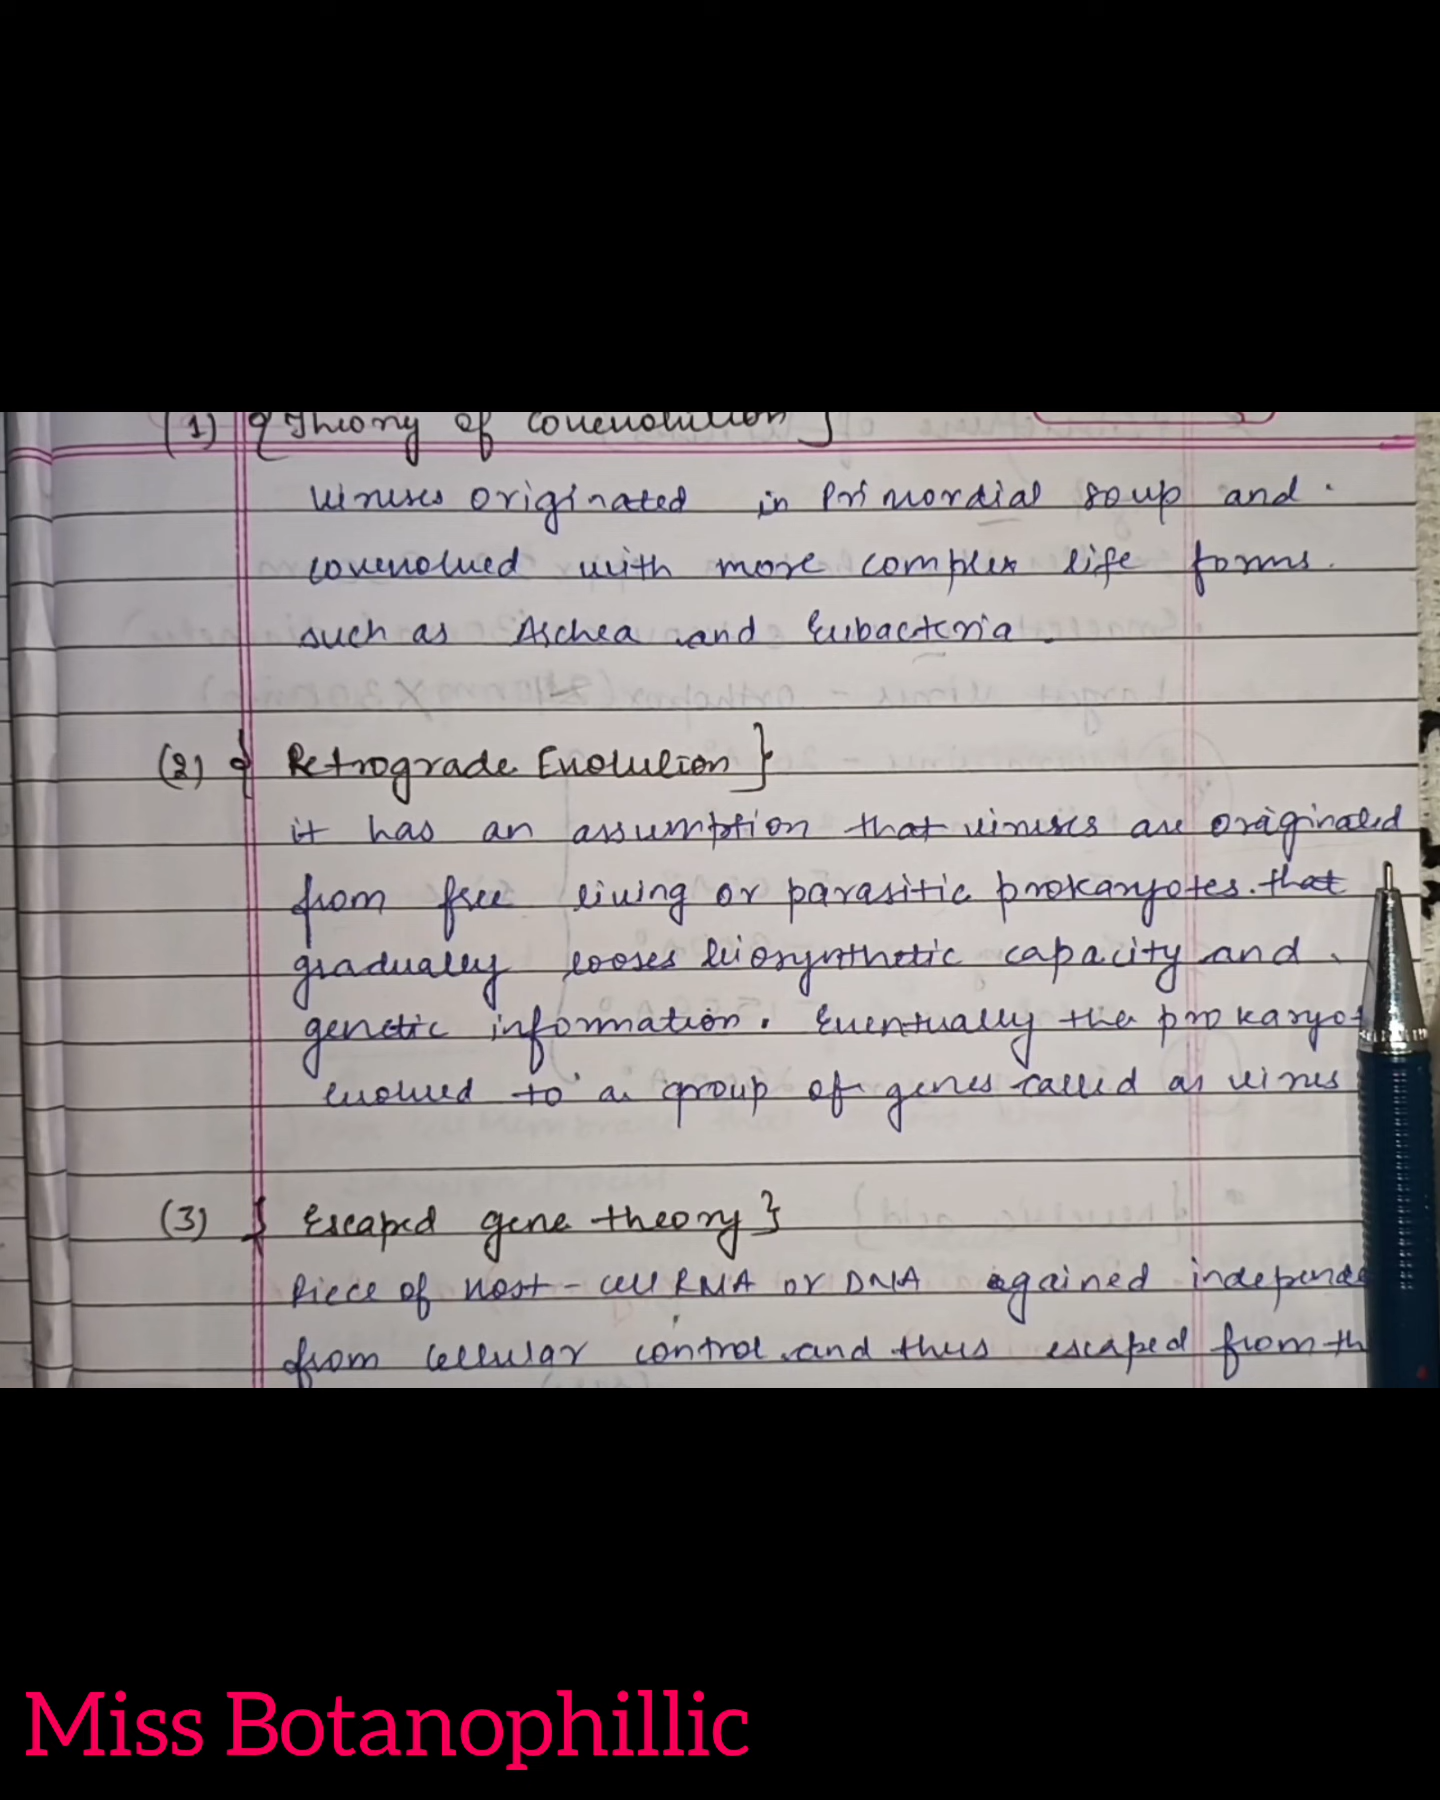 (1) {Theory of coevolution}
viruses originated in Primordial soup and
coevolved with more complex life forms.
such as Archea and Eubacteria.
(2) { Retrograde Evolution}
it has an assumption that viruses are originated
from free living or parasitic prokaryotes. that
gradually looses biosynthetic capacity and
genetic information. Eventually the prokaryot
evolved to a group of genes called as virus
(3) { Escaped gene theory}
Piece of host-cell RNA or DNA gained independe
from cellular control and thus escaped from th
Miss Botanophillic